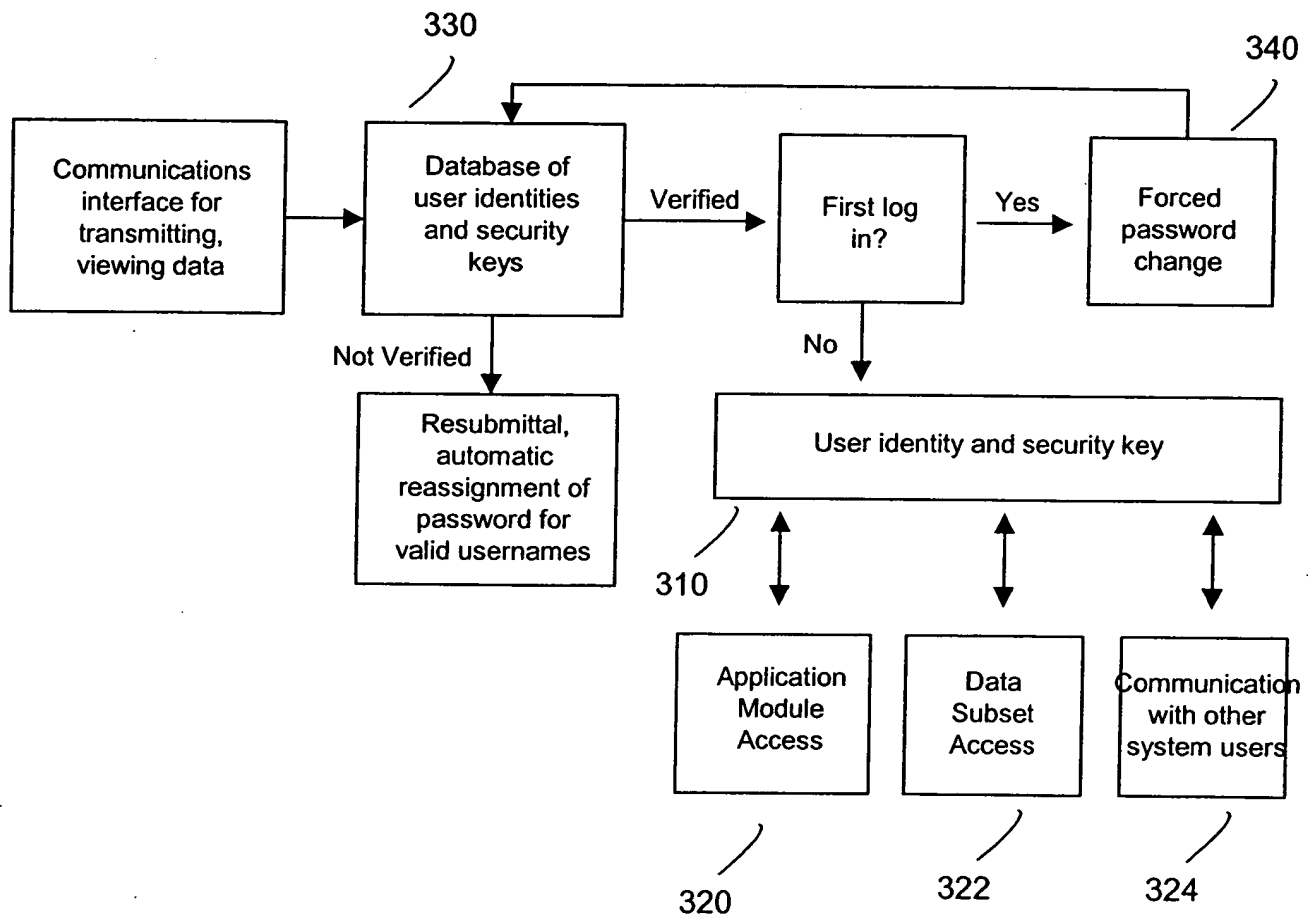 330
340
Communications
interface for
transmitting,
viewing data
Database of
user identities
and security
keys
Verified
First log
in?
Yes
Forced
password
change
Not Verified
No
Resubmittal,
automatic
reassignment of
password for
valid usernames
User identity and security key
310
Application
Module
Access
Data
Subset
Access
Communication
with other
system users
320
322
324